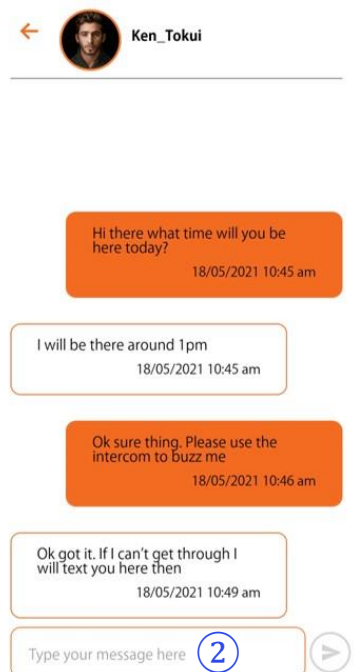 Ken_Tokui
Hi there what time will you be
here today?
18/05/2021 10:45 am
I will be there around 1pm
18/05/2021 10:45 am
Ok sure thing. Please use the
intercom to buzz me
18/05/2021 10:46 am
Ok got it. If I can’t get through I
will text you here then
18/05/2021 10:49 am
Type your message here ②